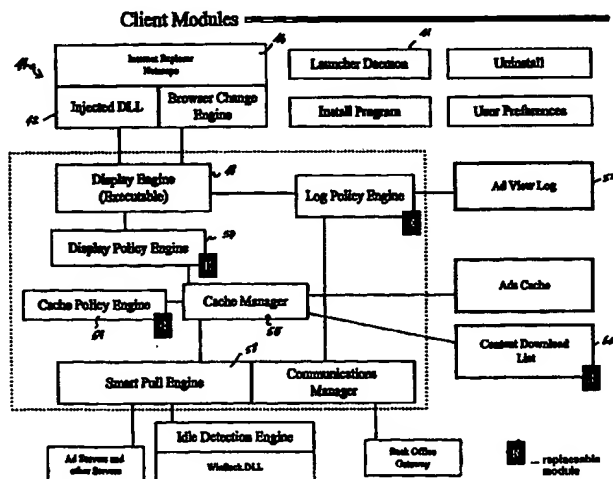 Client Modules
Internet Explorer
Netscape
Injected DLL
Browser Change
Engine
Launcher Daemon
Uninstall
Install Program
User Preferences
Display Engine
(Executable)
Log Policy Engine
Ad View Log
Display Policy Engine
Cache Policy Engine
Cache Manager
Ads Cache
Content Download
List
Smart Pull Engine
Communications
Manager
Ad Servers and
other Servers
Idle Detection Engine
Back Office
Gateway
R
... replaceable
module